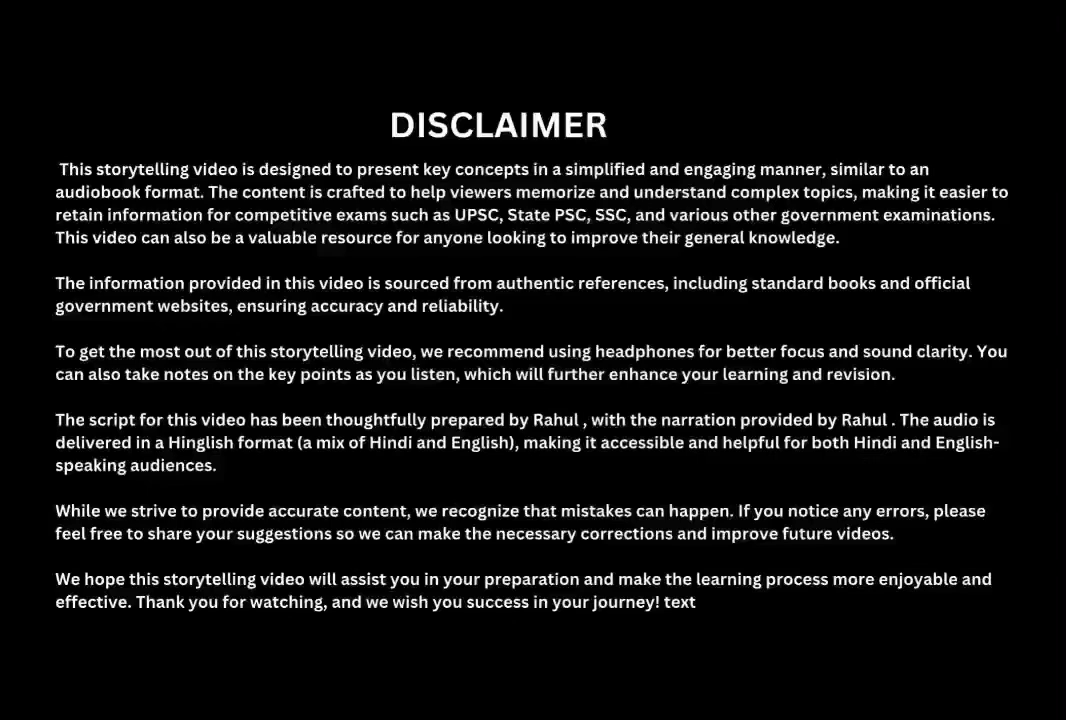 DISCLAIMER
This storytelling video is designed to present key concepts in a simplified and engaging manner, similar to an
audiobook format. The content is crafted to help viewers memorize and understand complex topics, making it easier to
retain information for competitive exams such as UPSC, State PSC, SSC, and various other government examinations.
This video can also be a valuable resource for anyone looking to improve their general knowledge.
The information provided in this video is sourced from authentic references, including standard books and official
government websites, ensuring accuracy and reliability.
To get the most out of this storytelling video, we recommend using headphones for better focus and sound clarity. You
can also take notes on the key points as you listen, which will further enhance your learning and revision.
The script for this video has been thoughtfully prepared by Rahul , with the narration provided by Rahul . The audio is
delivered in a Hinglish format (a mix of Hindi and English), making it accessible and helpful for both Hindi and English-
speaking audiences.
While we strive to provide accurate content, we recognize that mistakes can happen. If you notice any errors, please
feel free to share your suggestions so we can make the necessary corrections and improve future videos.
We hope this storytelling video will assist you in your preparation and make the learning process more enjoyable and
effective. Thank you for watching, and we wish you success in your journey! text